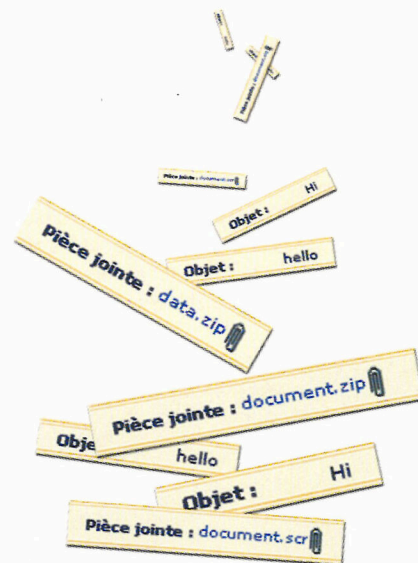 Pièce jointe : document.scr
Objet : Hi
Objet : hello
Pièce jointe : data.zip
Pièce jointe : document.zip
Obje hello
Objet : Hi
Pièce jointe : document.scr